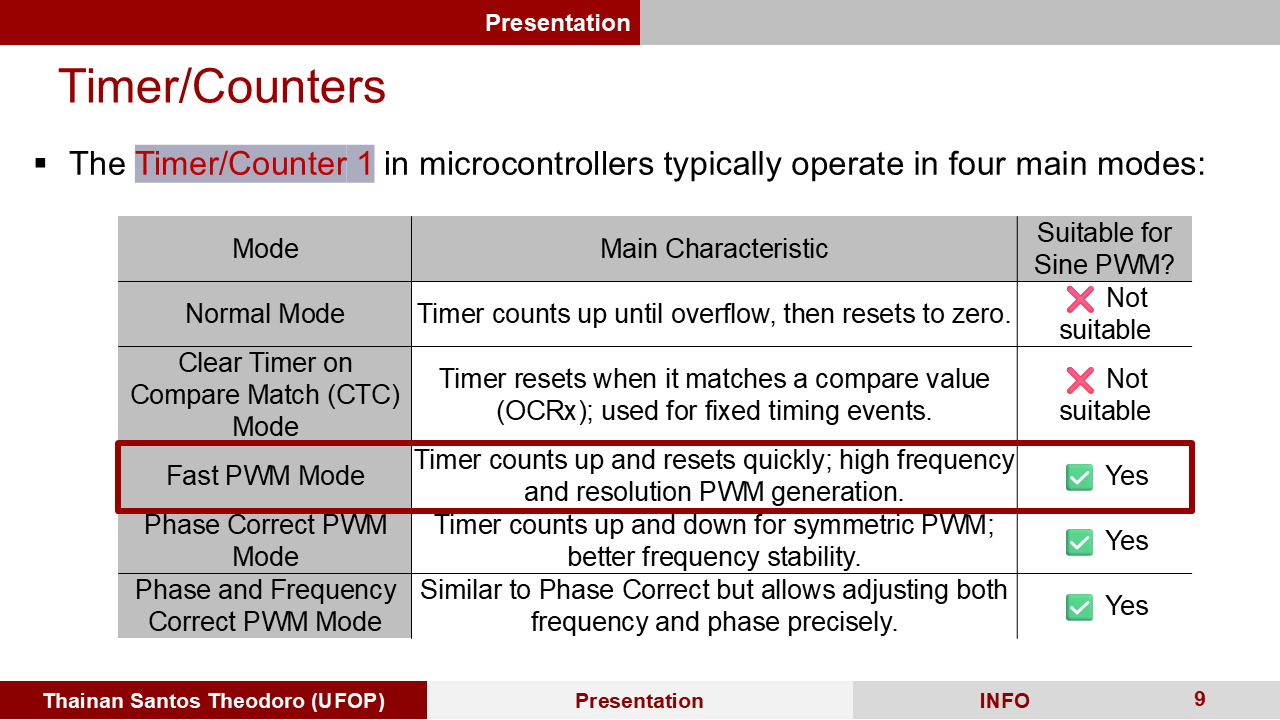 Presentation
Timer/Counters
▪ The Timer/Counter 1 in microcontrollers typically operate in four main modes:
Mode
Main Characteristic
Suitable for
Sine PWM?
Normal Mode
Timer counts up until overflow, then resets to zero.
❌ Not
suitable
Clear Timer on
Compare Match (CTC)
Mode
Timer resets when it matches a compare value
(OCRx); used for fixed timing events.
❌ Not
suitable
Fast PWM Mode
Timer counts up and resets quickly; high frequency
and resolution PWM generation.
✅ Yes
Phase Correct PWM
Mode
Timer counts up and down for symmetric PWM;
better frequency stability.
✅ Yes
Phase and Frequency
Correct PWM Mode
Similar to Phase Correct but allows adjusting both
frequency and phase precisely.
✅ Yes
Thainan Santos Theodoro (UFOP)
Presentation
INFO
9